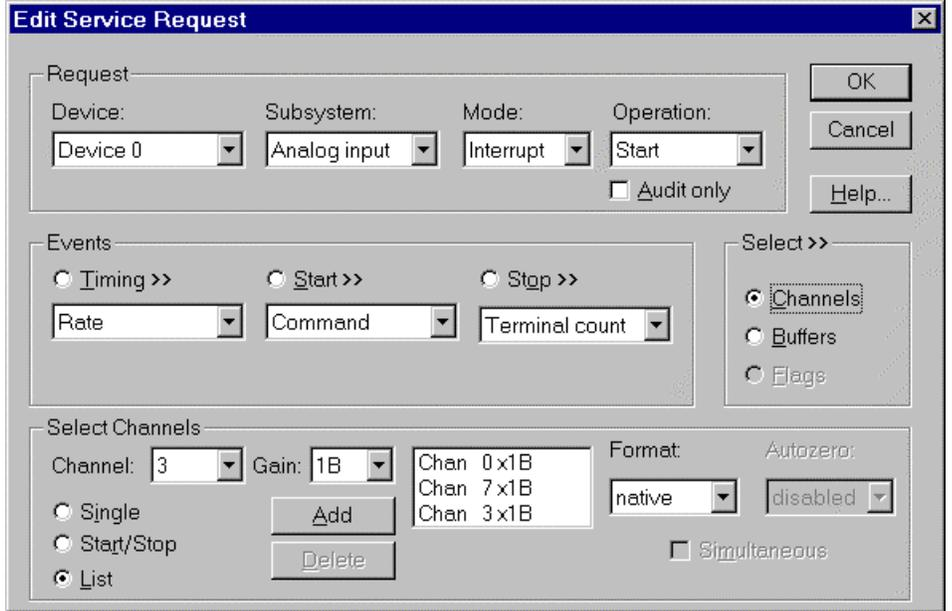 Edit Service Request
Request
OK
Device: Subsystem: Mode: Operation:
Device 0 Analog input Interrupt Start
Cancel
Audit only
Help...
Events
Select >>
Timing >> Start >> Stop >>
Channels
Rate Command Terminal count
Buffers
Flags
Select Channels
Channel: 3 Gain: 1B
Chan 0 x1B
Chan 7 x1B
Chan 3 x1B
Format: Autozero:
native disabled
Single
Add
Start/Stop
Simultaneous
Delete
List